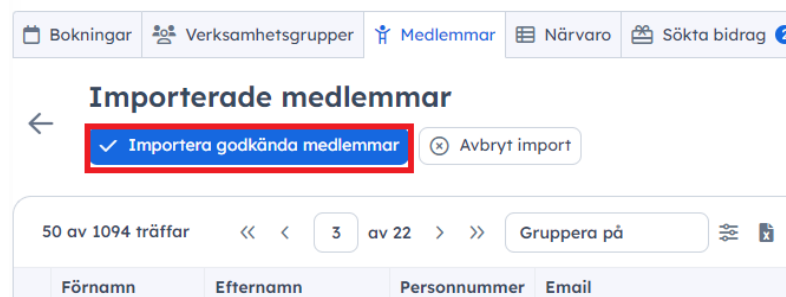 Bokningar Verksamhetsgrupper Medlemmar Närvaro Sökta bidrag 2
Importerade medlemmar
Importera godkända medlemmar Avbryt import
50 av 1094 träffar 3 av 22 Gruppera på
Förnamn Efternamn Personnummer Email